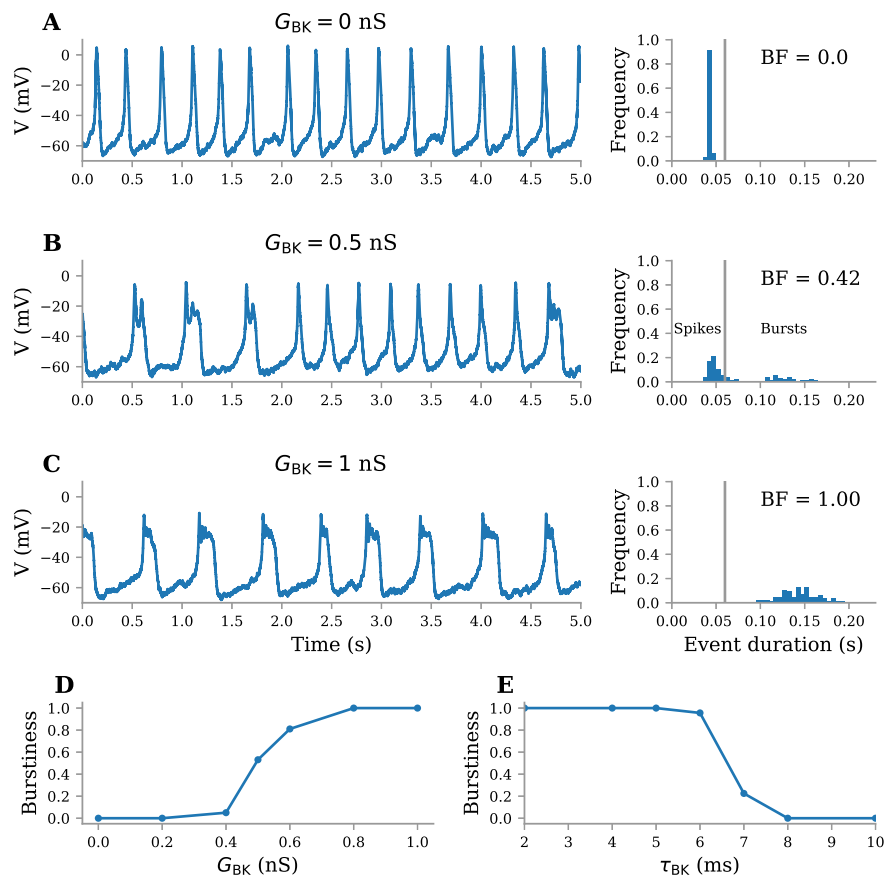 A
G_BK = 0 nS
V (mV)
0
−20
−40
−60
0.0 0.5 1.0 1.5 2.0 2.5 3.0 3.5 4.0 4.5 5.0
Frequency
1.0
0.8
0.6
0.4
0.2
0.0
BF = 0.0
0.00 0.05 0.10 0.15 0.20
B
G_BK = 0.5 nS
V (mV)
0
−20
−40
−60
0.0 0.5 1.0 1.5 2.0 2.5 3.0 3.5 4.0 4.5 5.0
Frequency
1.0
0.8
0.6
0.4
0.2
0.0
BF = 0.42
Spikes Bursts
0.00 0.05 0.10 0.15 0.20
C
G_BK = 1 nS
V (mV)
0
−20
−40
−60
0.0 0.5 1.0 1.5 2.0 2.5 3.0 3.5 4.0 4.5 5.0
Time (s)
Frequency
1.0
0.8
0.6
0.4
0.2
0.0
BF = 1.00
0.00 0.05 0.10 0.15 0.20
Event duration (s)
D
Burstiness
1.0
0.8
0.6
0.4
0.2
0.0
0.0 0.2 0.4 0.6 0.8 1.0
G_BK (nS)
E
Burstiness
1.0
0.8
0.6
0.4
0.2
0.0
2 3 4 5 6 7 8 9 10
τ_BK (ms)